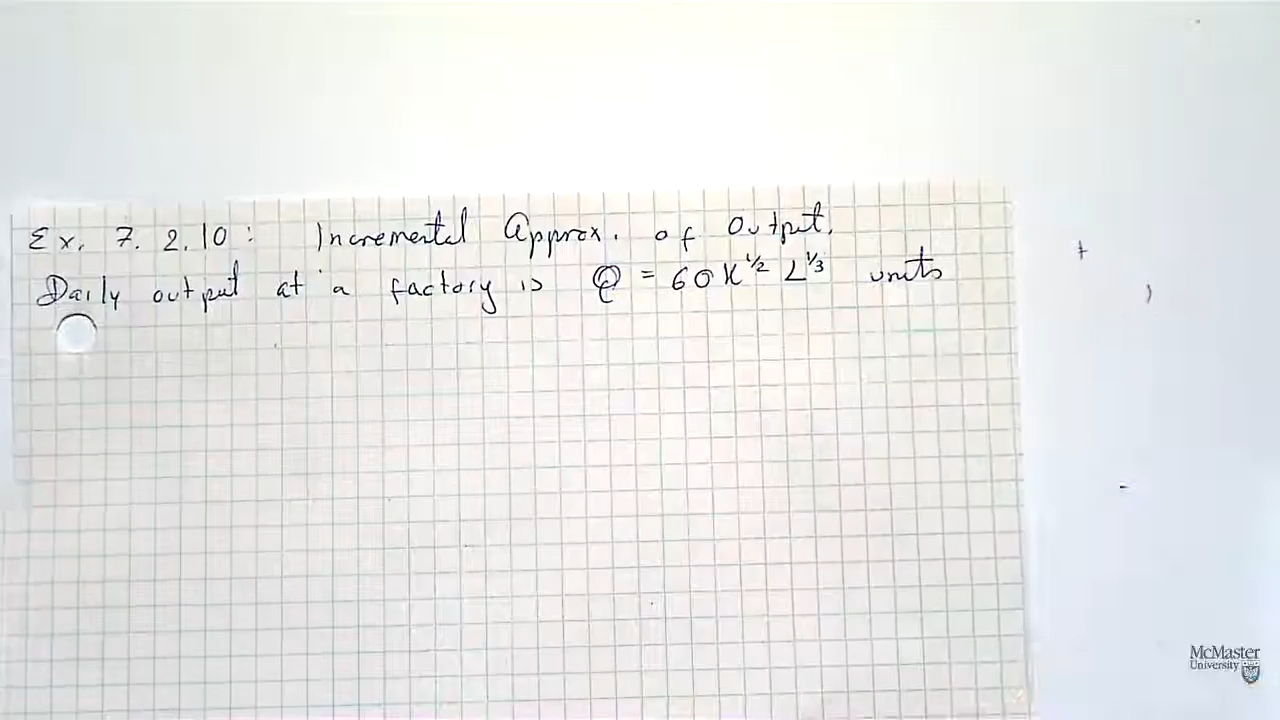 Ex. 7.2.10: Incremental Approx. of Output.
Daily output at a factory is Q = 60K^{1/2} L^{1/3} units
McMaster
University